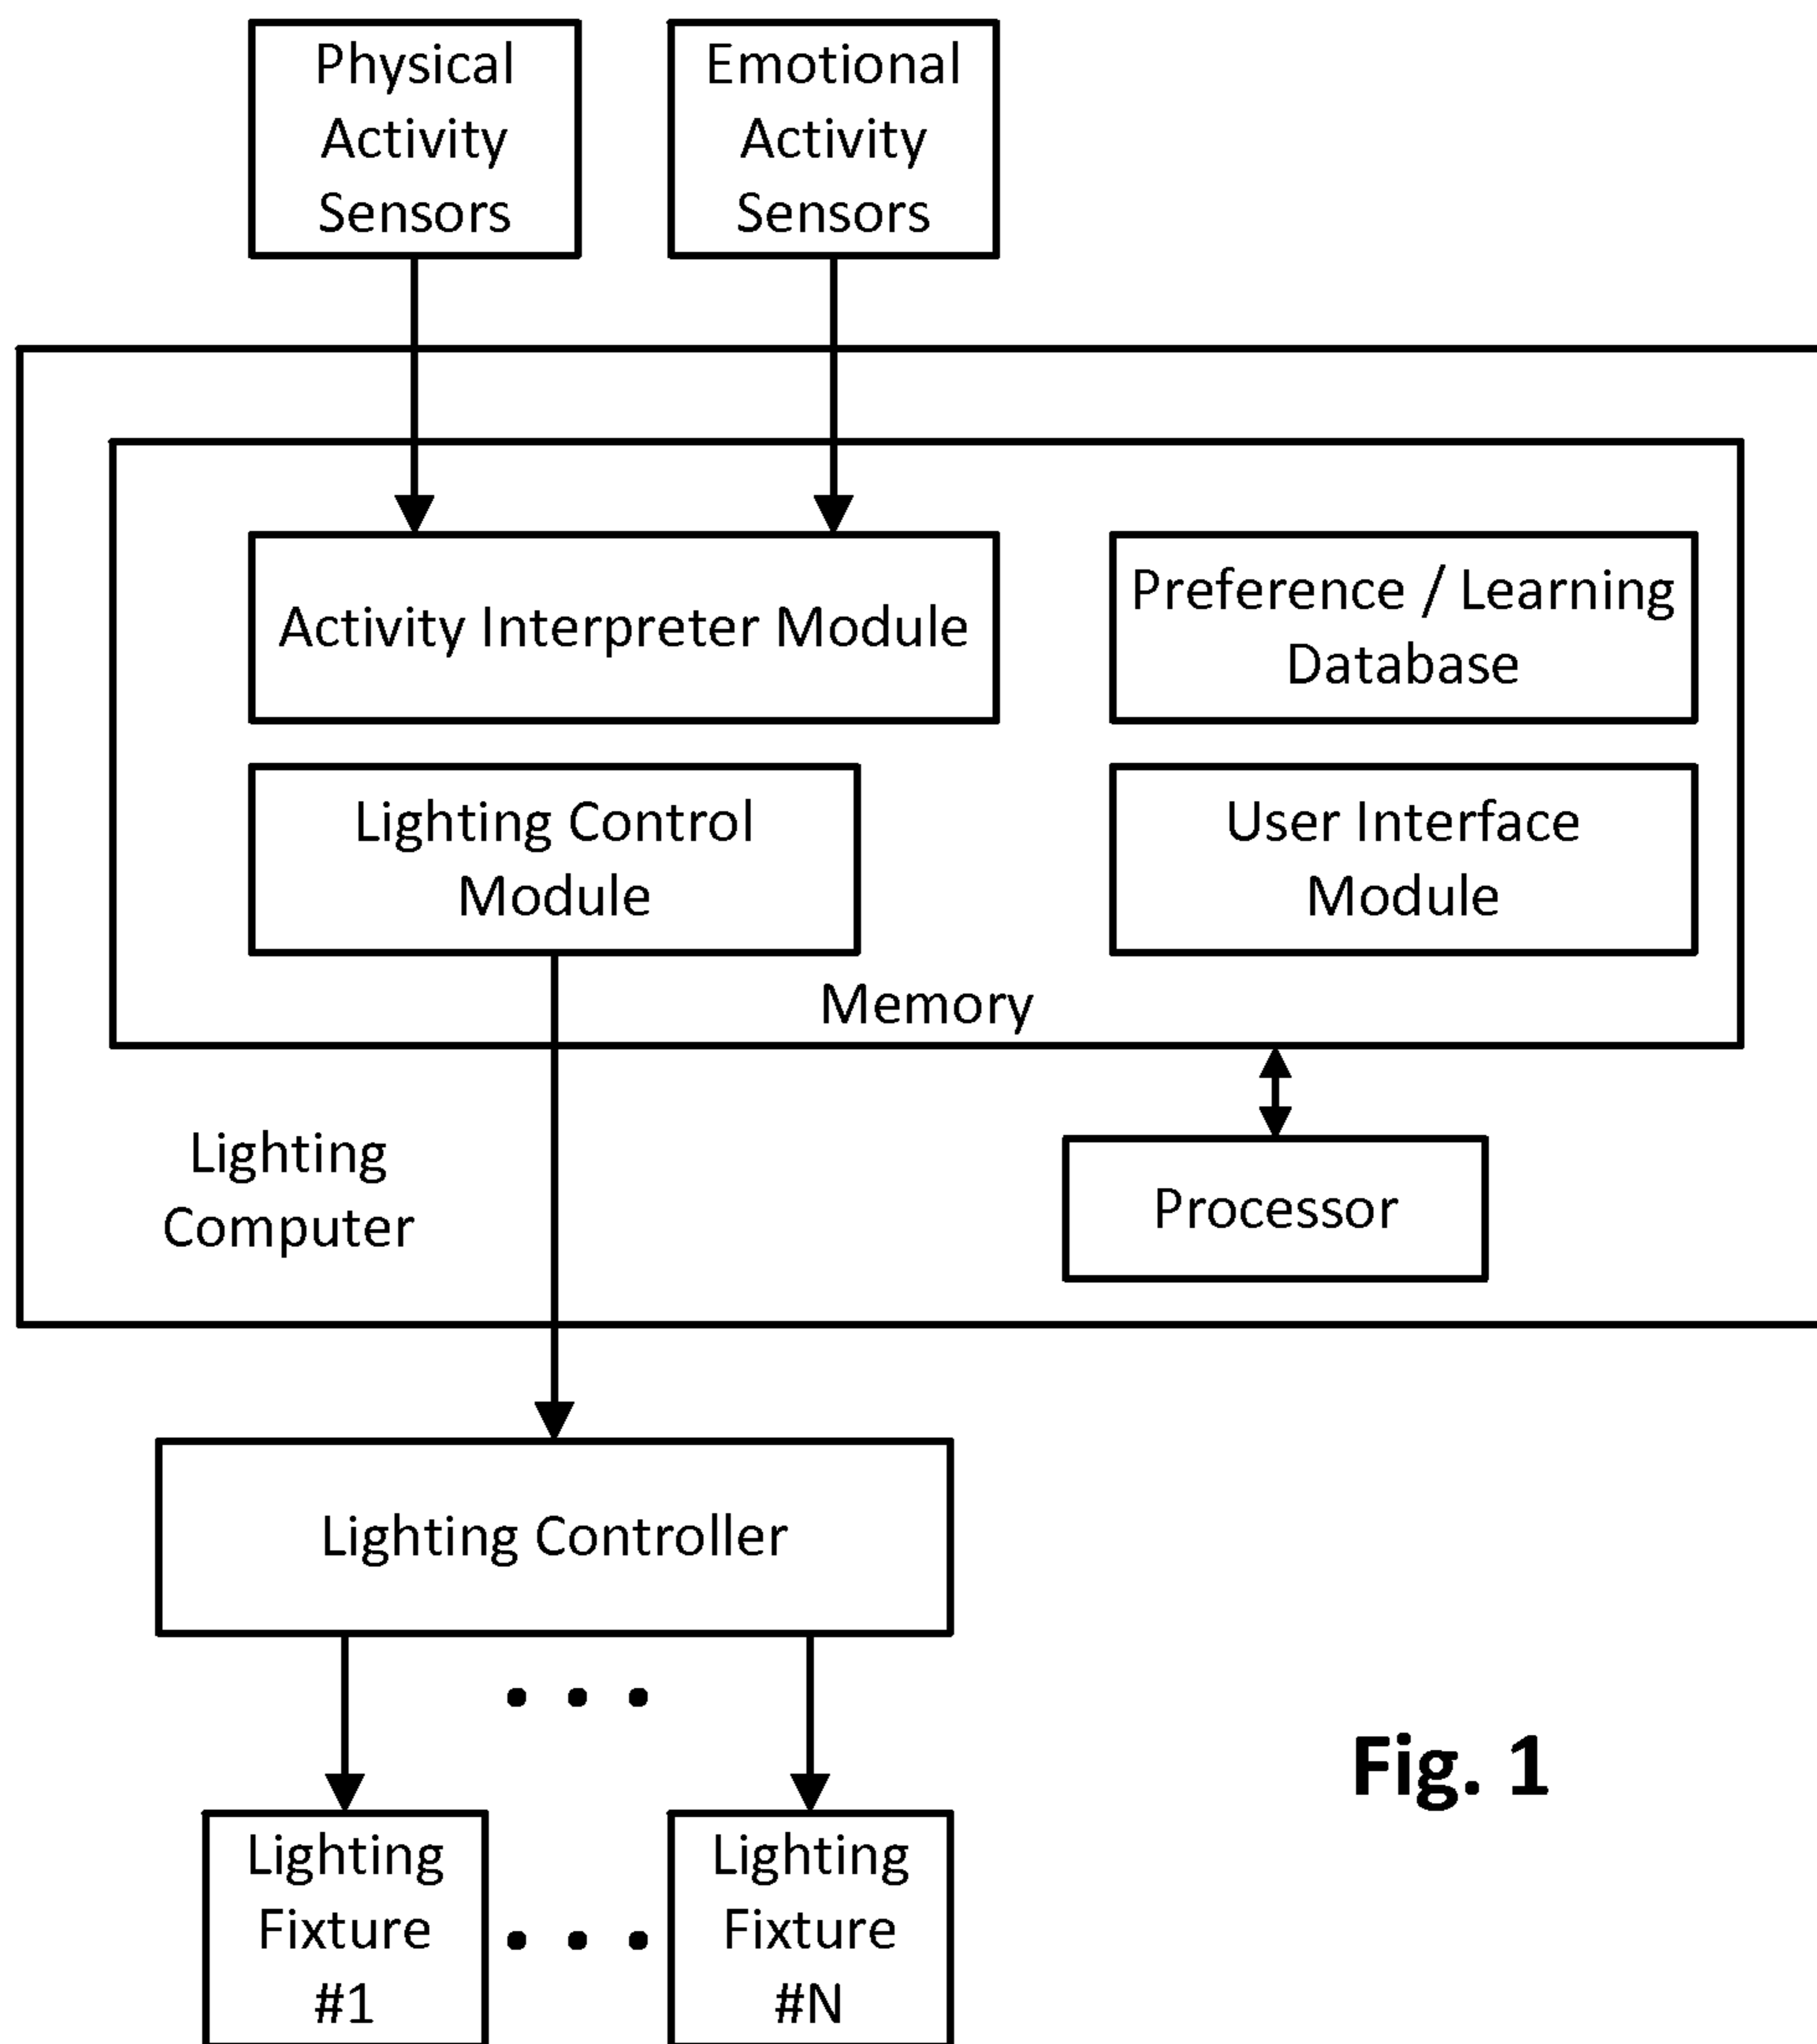 Physical
Activity
Sensors
Emotional
Activity
Sensors
Activity Interpreter Module
Preference / Learning
Database
Lighting Control
Module
User Interface
Module
Memory
Lighting
Computer
Processor
Lighting Controller
Lighting
Fixture
#1
Lighting
Fixture
#N
Fig. 1